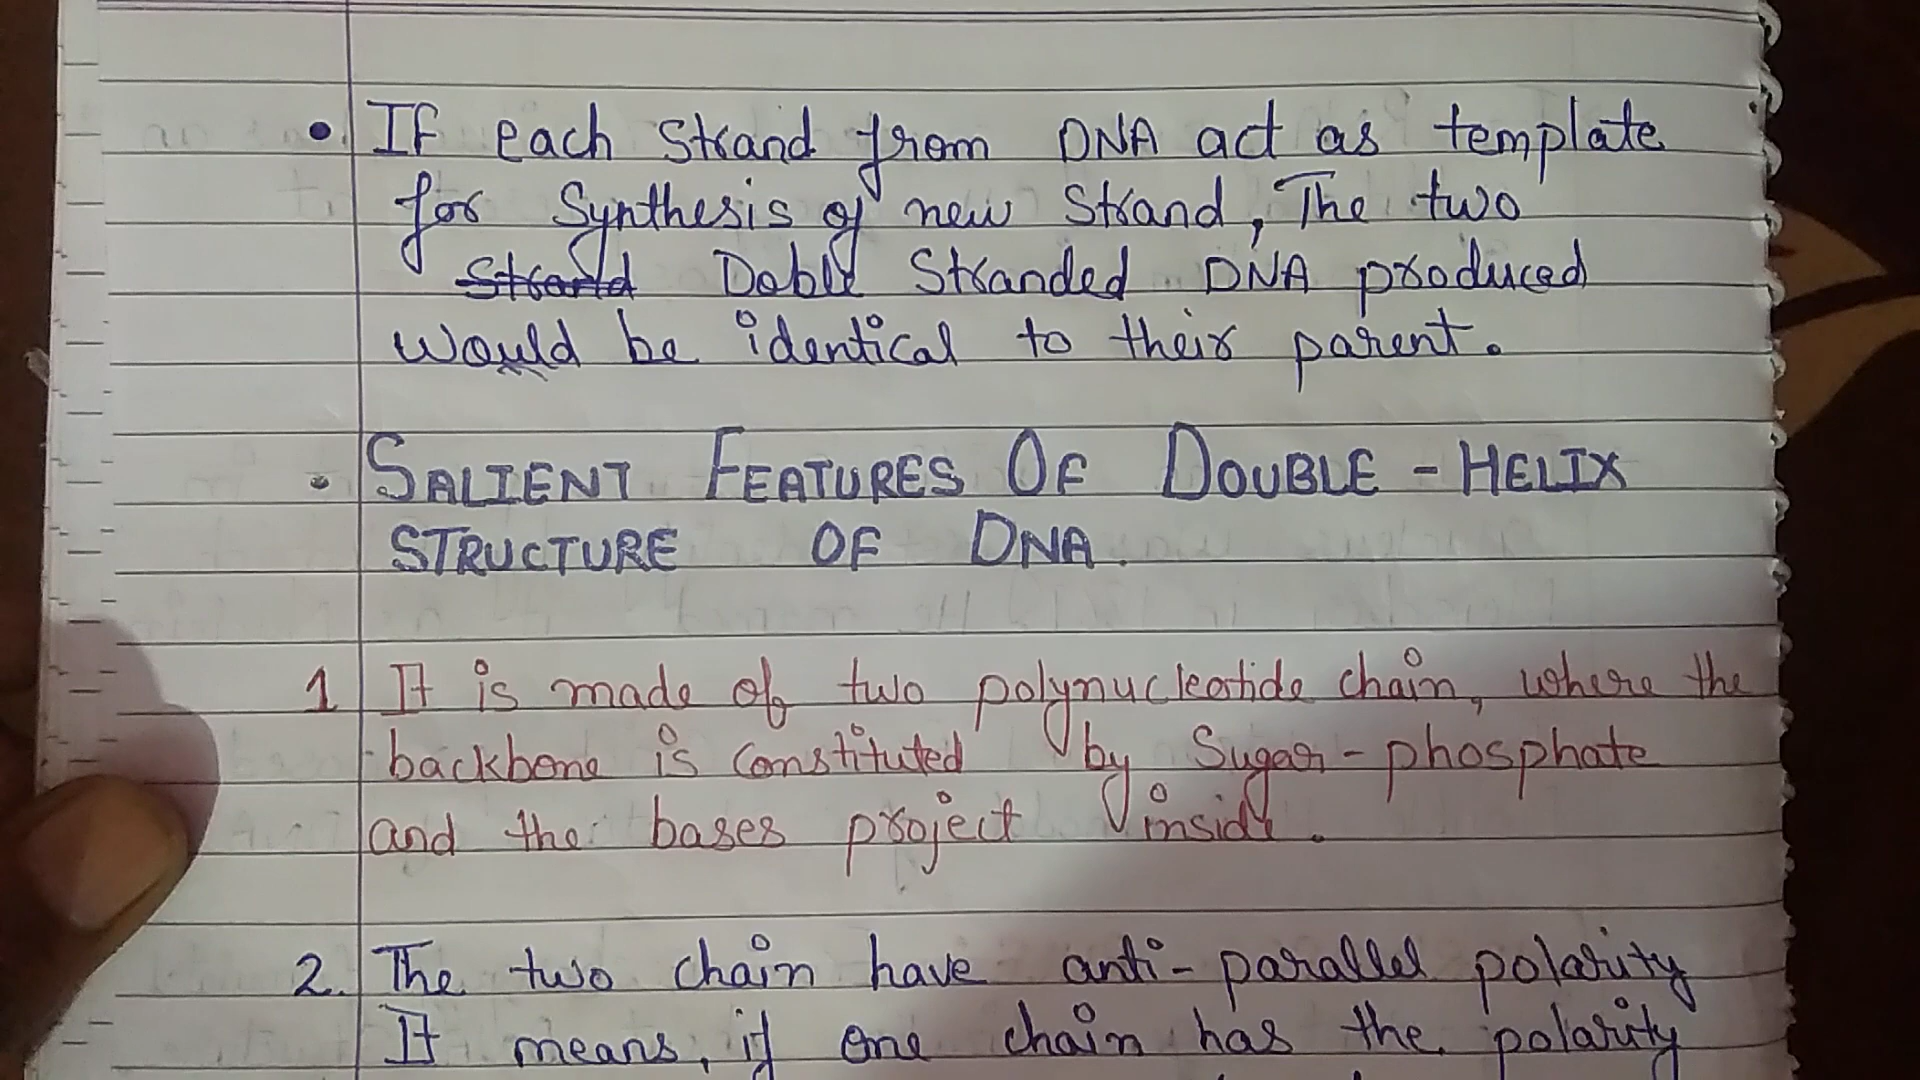 • If each Strand from DNA act as template
for Synthesis of new Strand, The two
~~Strand~~ Doble Stranded DNA produced
would be identical to their parent.
• SALIENT FEATURES OF DOUBLE - HELIX
STRUCTURE OF DNA.
1 It is made of two polynucleotide chain, where the
backbone is Constituted by Sugar - phosphate
and the bases project inside.
2. The two chain have anti - parallel polarity
It means, if one chain has the polarity